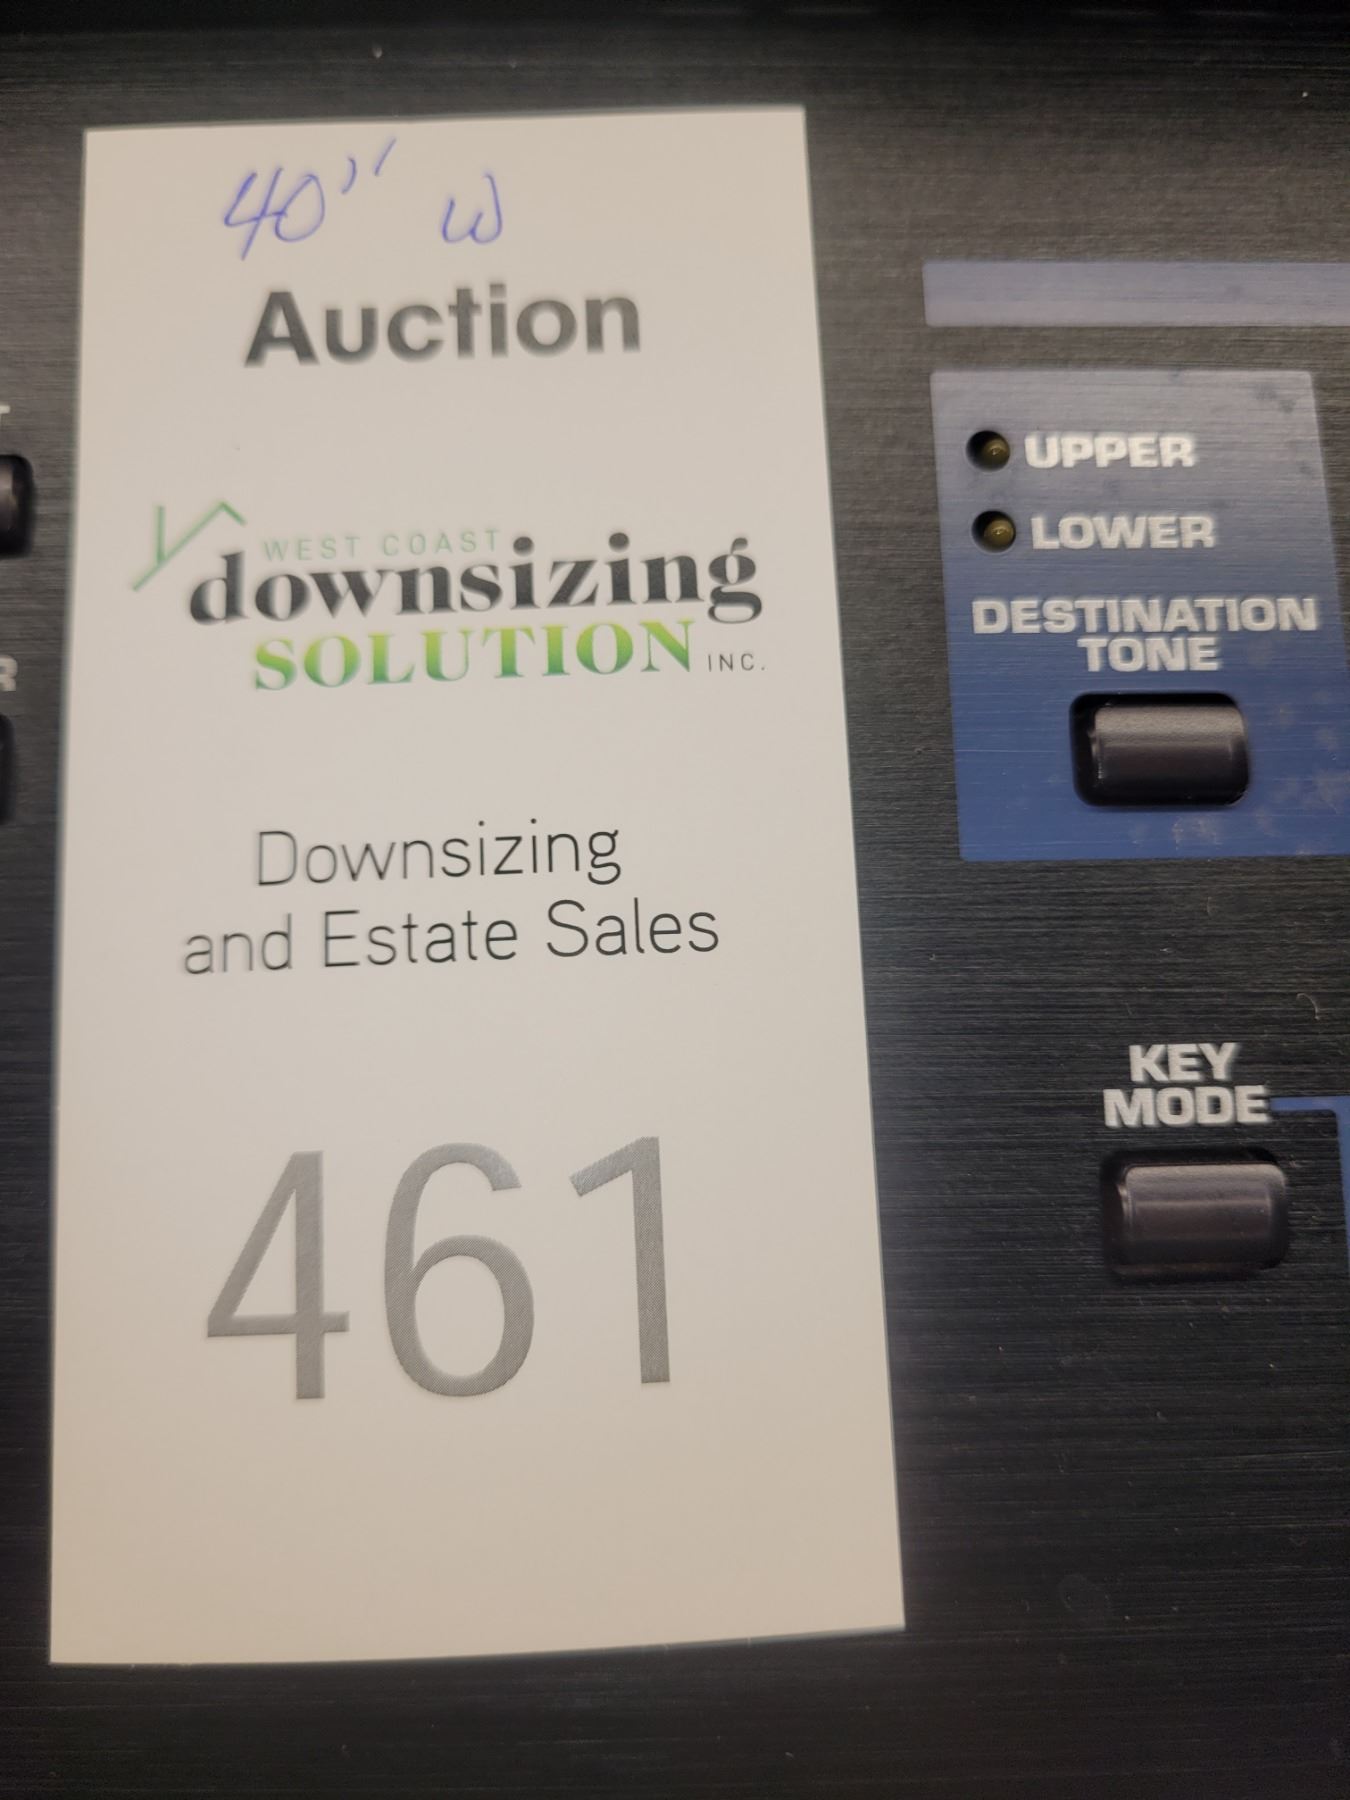 40" W
Auction
WEST COAST
downsizing
SOLUTION INC.
Downsizing
and Estate Sales
461
UPPER
LOWER
DESTINATION
TONE
KEY
MODE
T
R